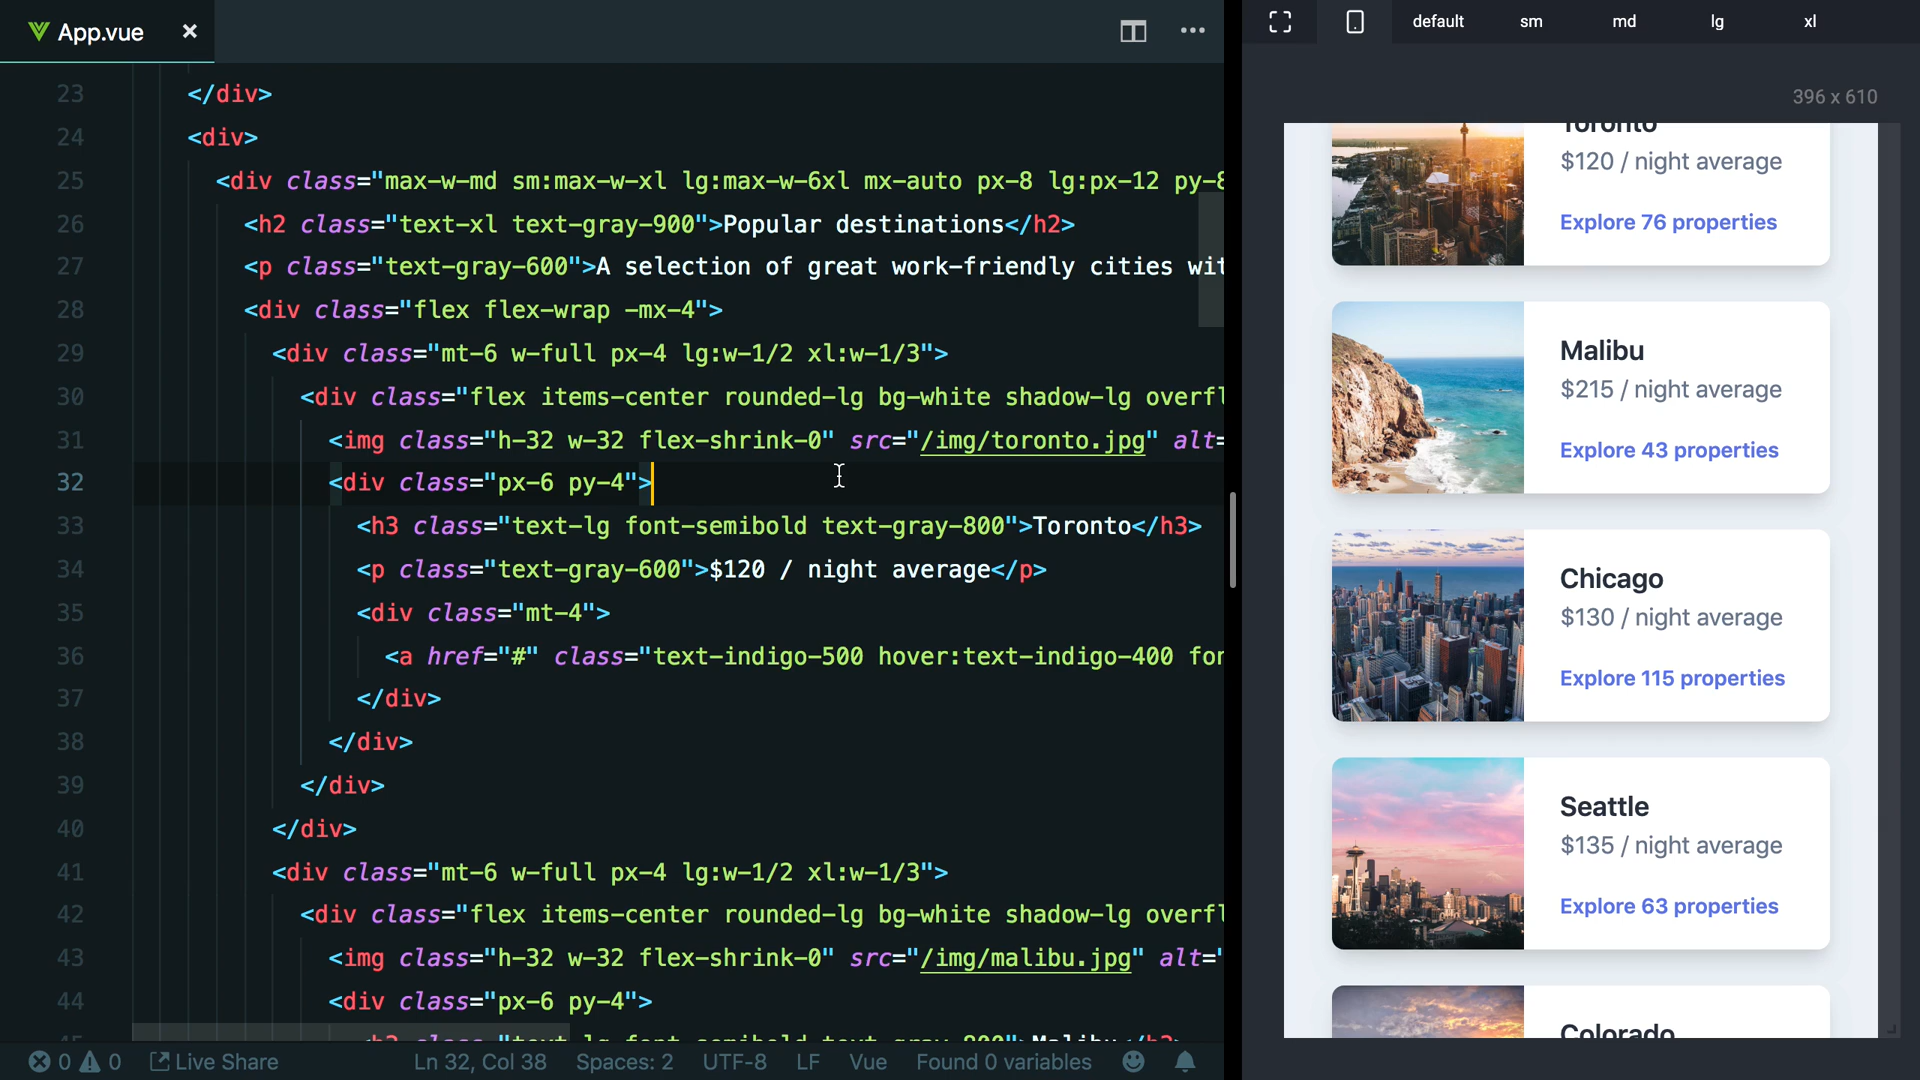 App.vue
23 </div>
24 <div>
25 <div class="max-w-md sm:max-w-xl lg:max-w-6xl mx-auto px-8 lg:px-12 py-8
26 <h2 class="text-xl text-gray-900">Popular destinations</h2>
27 <p class="text-gray-600">A selection of great work-friendly cities wit
28 <div class="flex flex-wrap -mx-4">
29 <div class="mt-6 w-full px-4 lg:w-1/2 xl:w-1/3">
30 <div class="flex items-center rounded-lg bg-white shadow-lg overfl
31 <img class="h-32 w-32 flex-shrink-0" src="/img/toronto.jpg" alt=
32 <div class="px-6 py-4">
33 <h3 class="text-lg font-semibold text-gray-800">Toronto</h3>
34 <p class="text-gray-600">$120 / night average</p>
35 <div class="mt-4">
36 <a href="#" class="text-indigo-500 hover:text-indigo-400 for
37 </div>
38 </div>
39 </div>
40 </div>
41 <div class="mt-6 w-full px-4 lg:w-1/2 xl:w-1/3">
42 <div class="flex items-center rounded-lg bg-white shadow-lg overfl
43 <img class="h-32 w-32 flex-shrink-0" src="/img/malibu.jpg" alt="
44 <div class="px-6 py-4">
45 <h3 class="text-lg font-semibold text-gray-800">Malibu</h3>
0 0 Live Share Ln 32, Col 38 Spaces: 2 UTF-8 LF Vue Found 0 variables
default sm md lg xl
396 x 610
Toronto
$120 / night average
Explore 76 properties
Malibu
$215 / night average
Explore 43 properties
Chicago
$130 / night average
Explore 115 properties
Seattle
$135 / night average
Explore 63 properties
Colorado